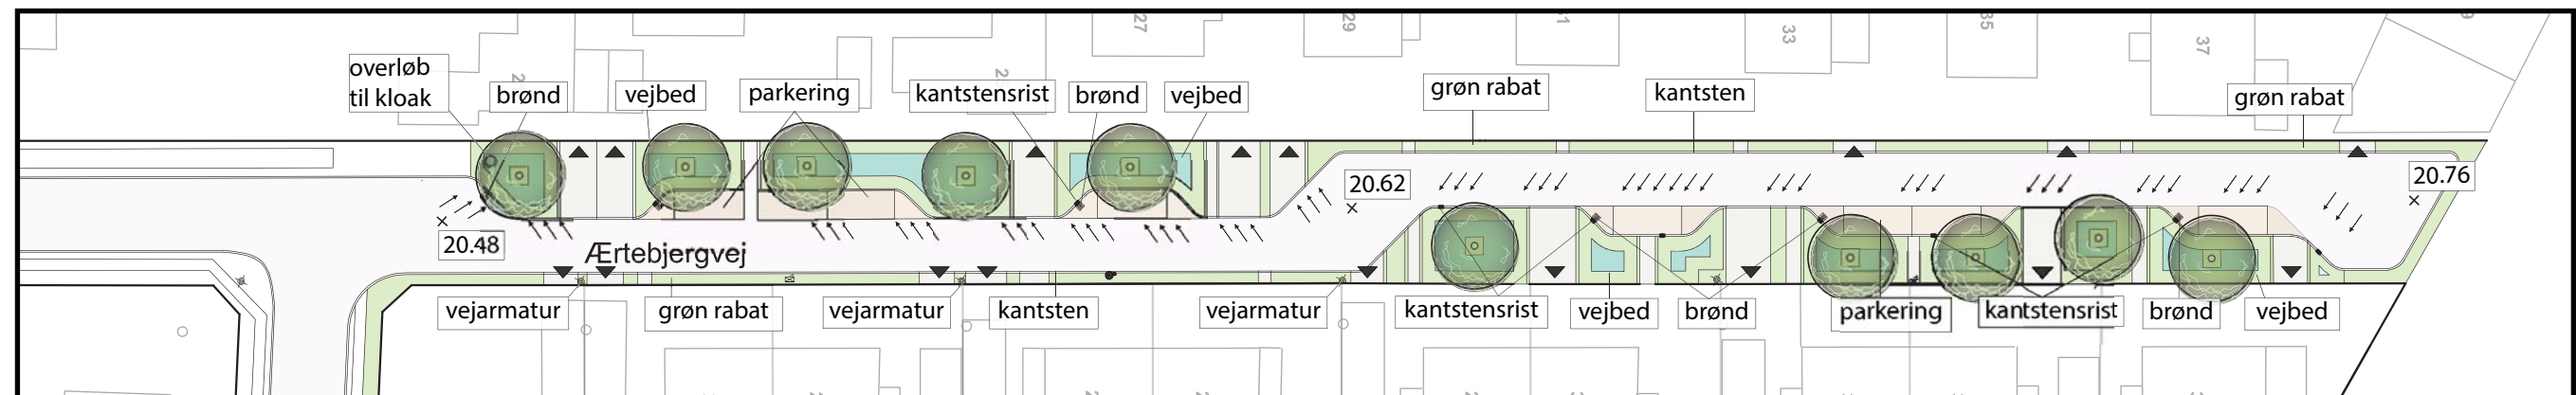 27
29
31
33
35
37
overløb
til kloak
brønd
vejbed
parkering
kantstensrist
brønd
vejbed
grøn rabat
kantsten
grøn rabat
20.62
20.76
20.48
Ærtebjergvej
vejarmatur
grøn rabat
vejarmatur
kantsten
vejarmatur
kantstensrist
vejbed
brønd
parkering
kantstensrist
brønd
vejbed